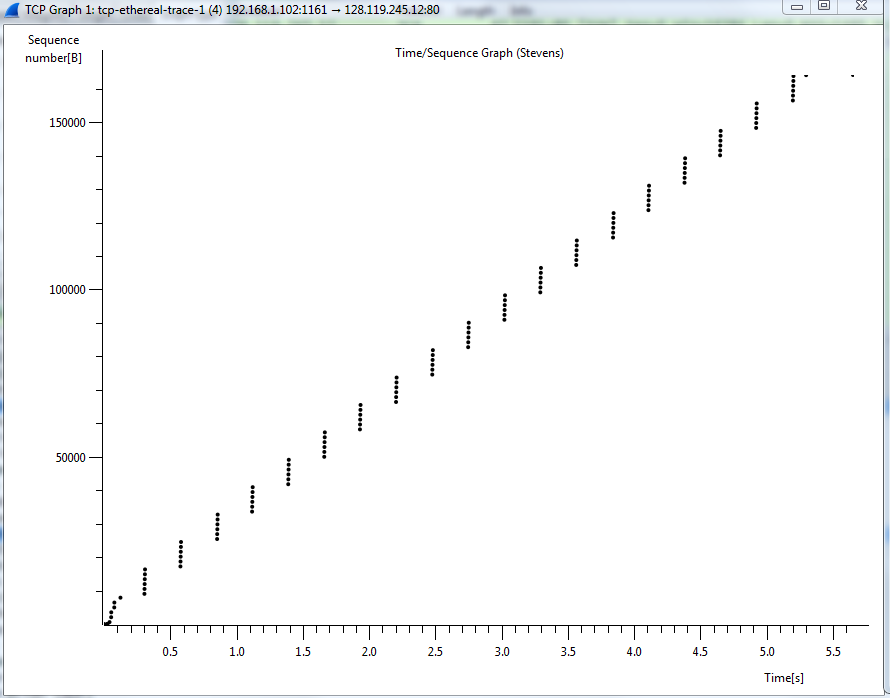 TCP Graph 1: tcp-ethereal-trace-1 (4) 192.168.1.102:1161 → 128.119.245.12:80
Sequence
number[B]
Time/Sequence Graph (Stevens)
150000
100000
50000
0.5 1.0 1.5 2.0 2.5 3.0 3.5 4.0 4.5 5.0 5.5
Time[s]